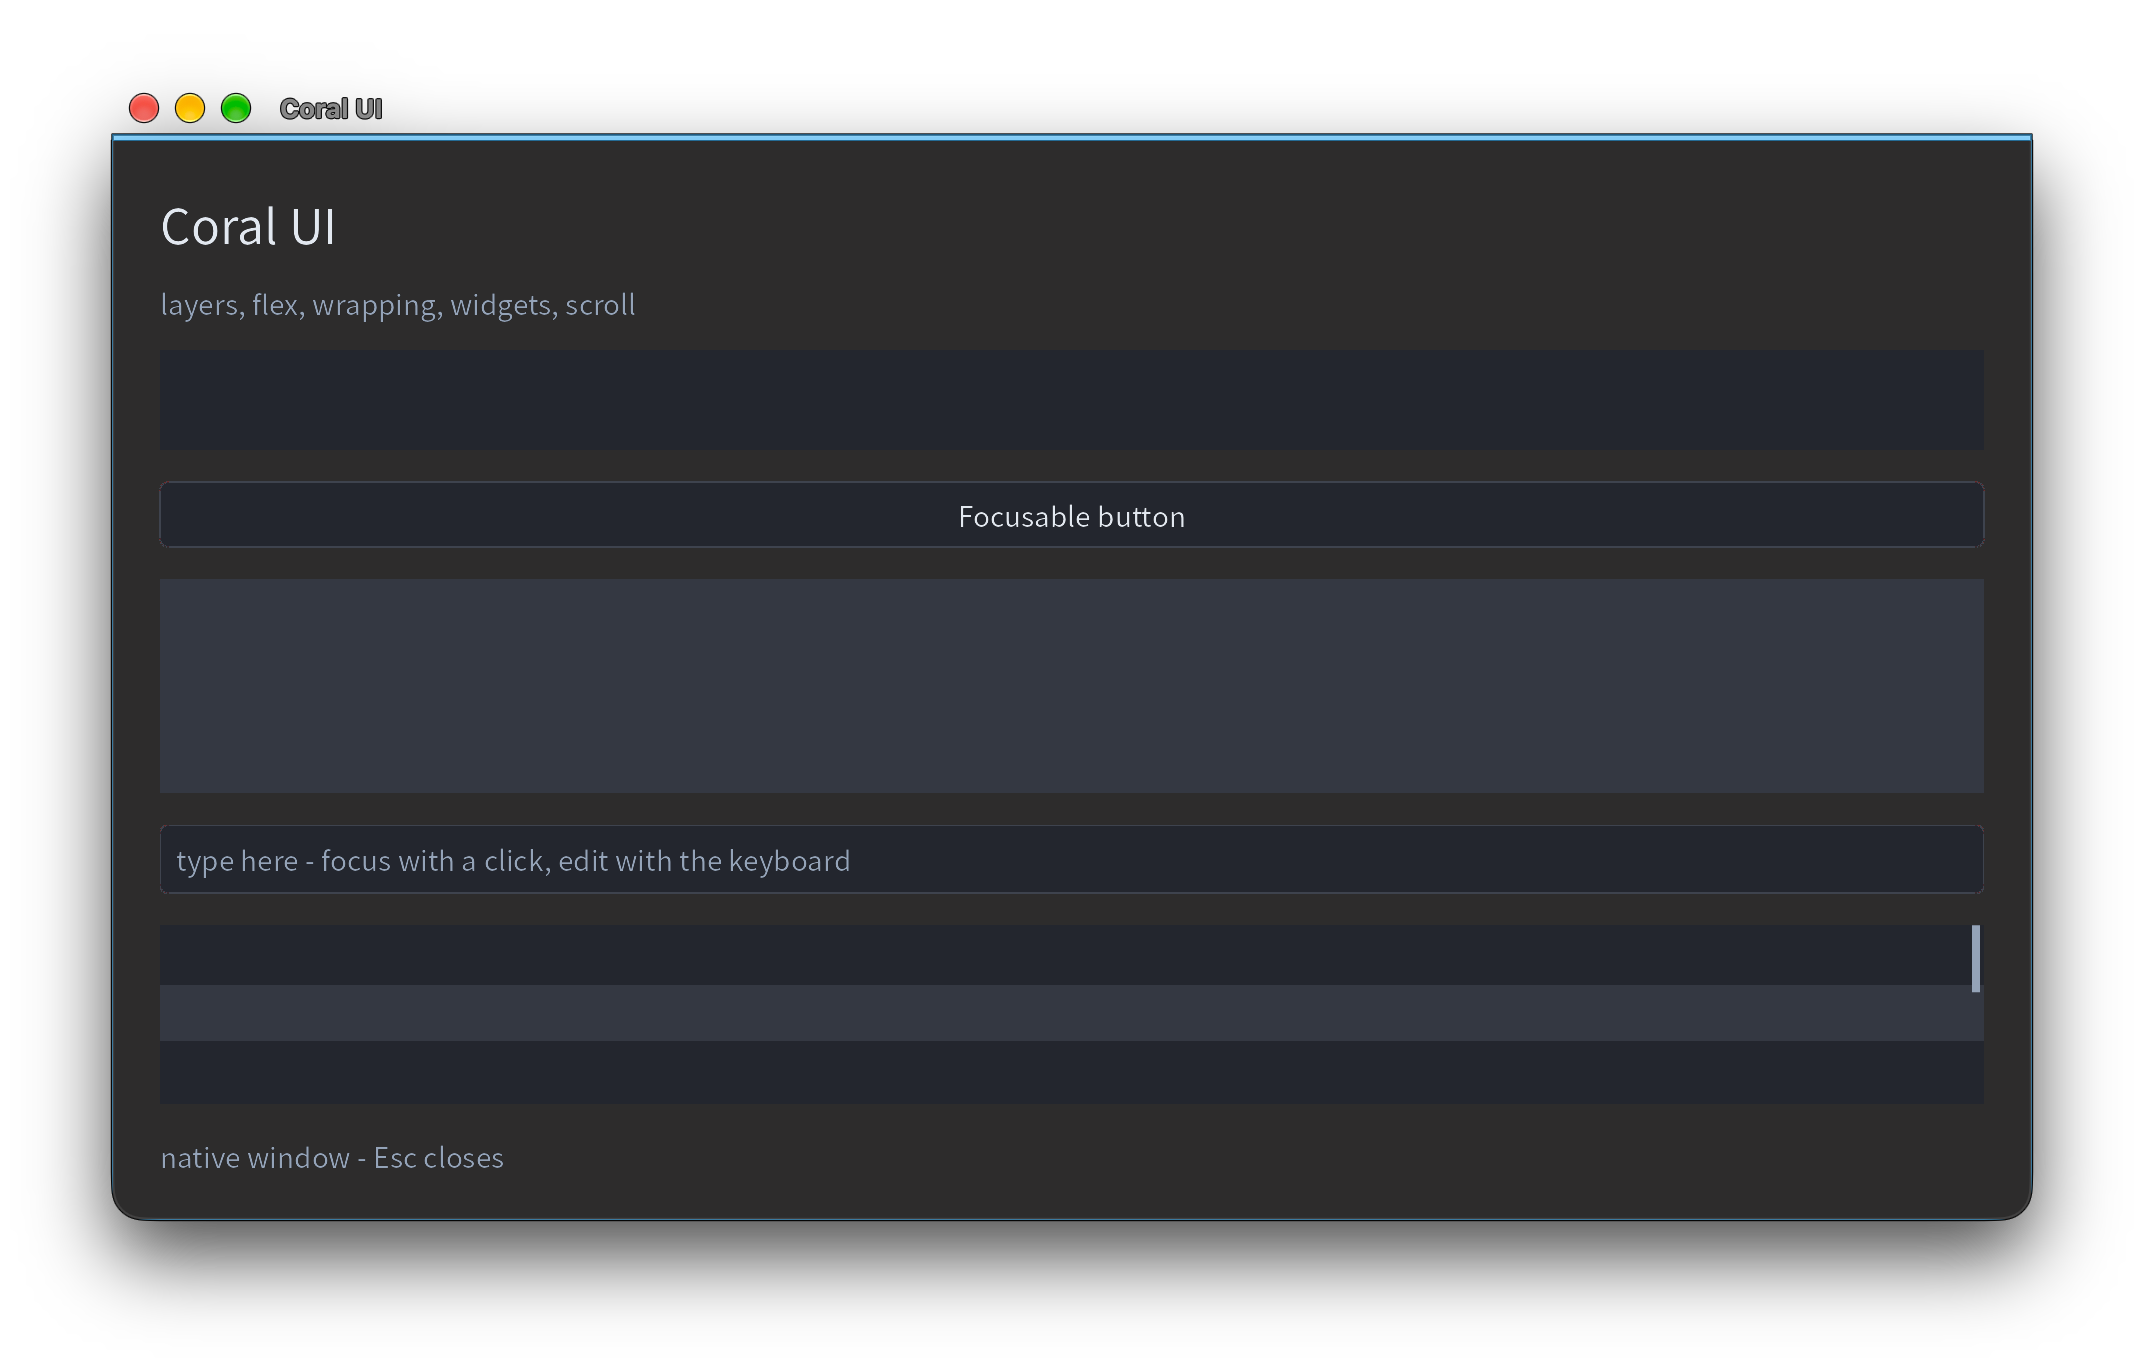 Coral UI
Coral UI
layers, flex, wrapping, widgets, scroll
Focusable button
type here - focus with a click, edit with the keyboard
native window - Esc closes